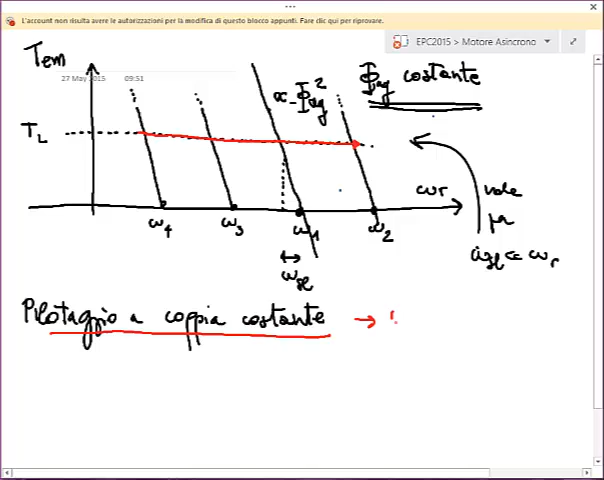 L'account non risulta avere le autorizzazioni per la modifica di questo blocco appunti. Fare clic qui per riprovare.
EPC2015 > Motore Asincrono
Tem
27 May 2015 09:51
∝ -Φag²
Φag costante
TL
ωr
vale
per
ωsl << ωr
ω4 ω3 ω1 ω2
ωsl
Pilotaggio a coppia costante →